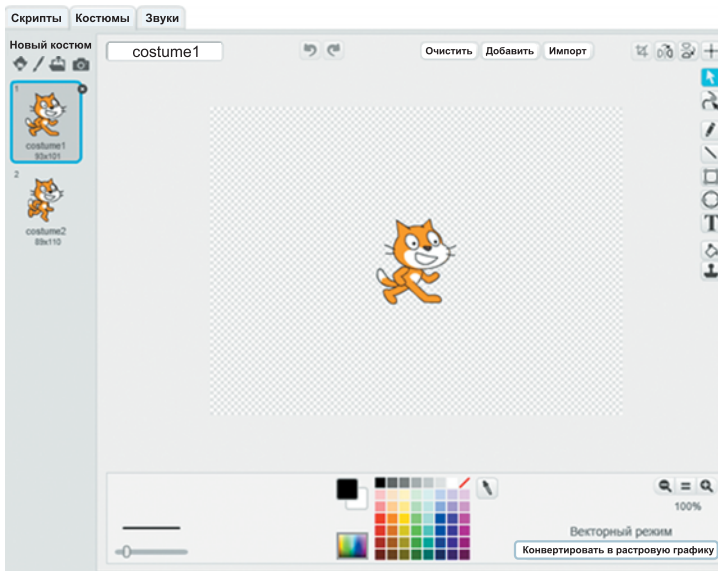 Скрипты Костюмы Звуки
Новый костюм
costume1
Очистить Добавить Импорт
1
costume1
93x101
2
costume2
89x110
T
100%
Векторный режим
Конвертировать в растровую графику